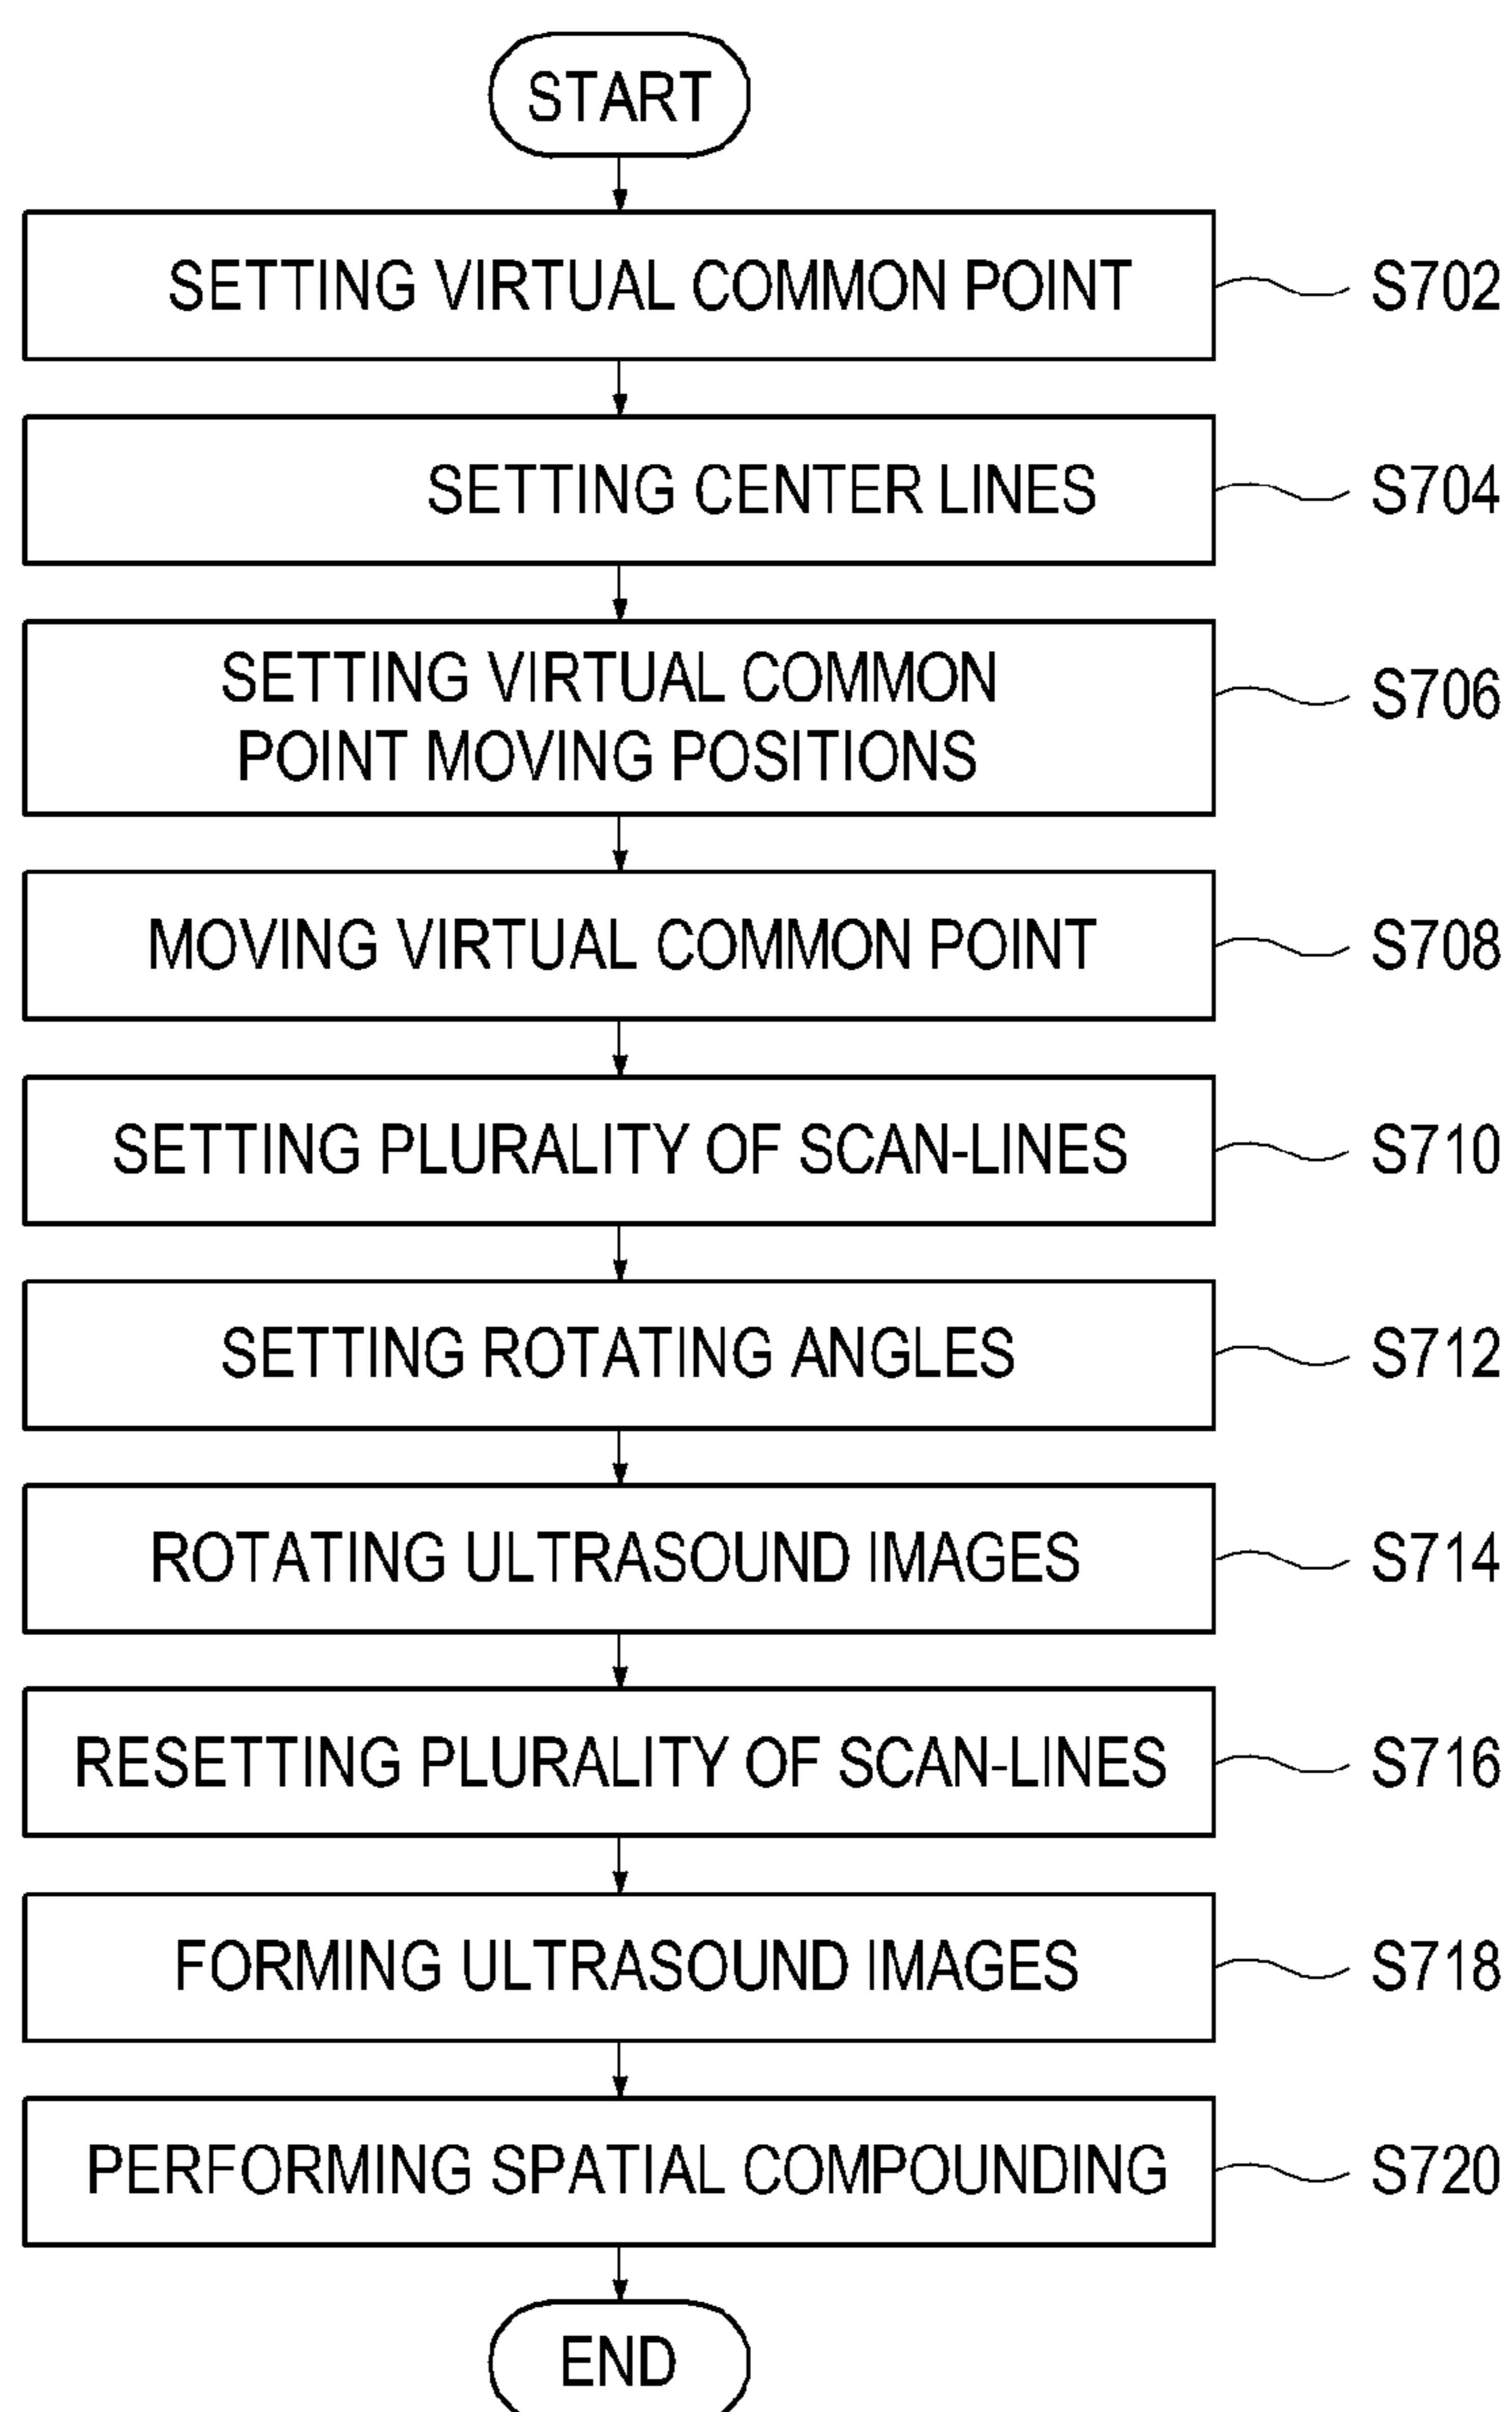 START
SETTING VIRTUAL COMMON POINT
S702
SETTING CENTER LINES
S704
SETTING VIRTUAL COMMON
POINT MOVING POSITIONS
S706
MOVING VIRTUAL COMMON POINT
S708
SETTING PLURALITY OF SCAN-LINES
S710
SETTING ROTATING ANGLES
S712
ROTATING ULTRASOUND IMAGES
S714
RESETTING PLURALITY OF SCAN-LINES
S716
FORMING ULTRASOUND IMAGES
S718
PERFORMING SPATIAL COMPOUNDING
S720
END